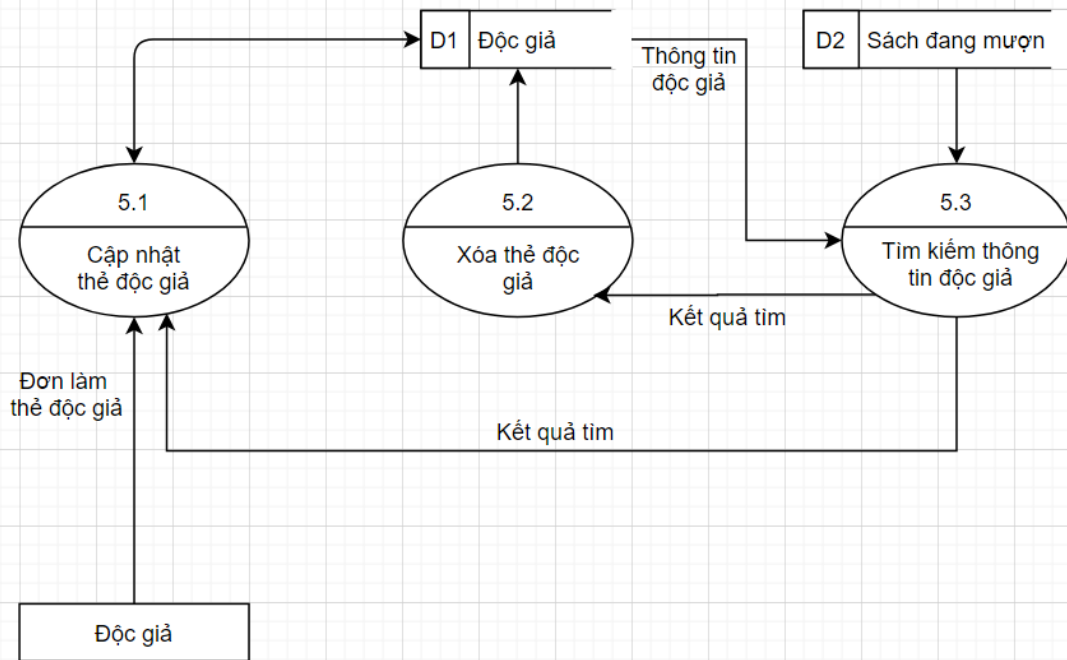 D1 Độc giả
Thông tin
độc giả
D2 Sách đang mượn
5.1
Cập nhật
thẻ độc giả
5.2
Xóa thẻ độc
giả
5.3
Tìm kiếm thông
tin độc giả
Kết quả tìm
Đơn làm
thẻ độc giả
Kết quả tìm
Độc giả